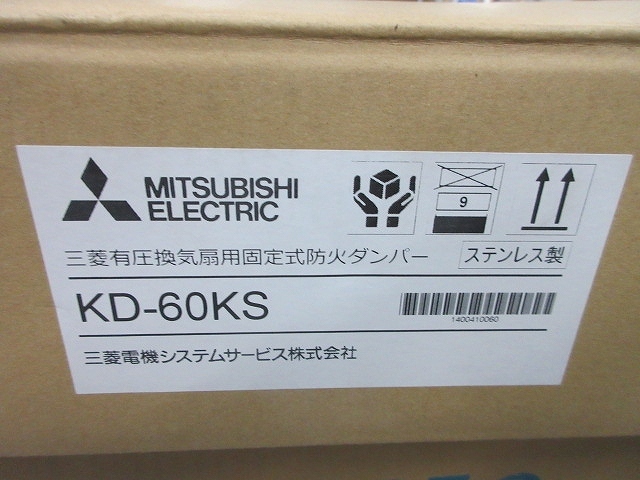 MITSUBISHI
ELECTRIC
9
三菱有圧換気扇用固定式防火ダンパー
ステンレス製
KD-60KS
1400410060
三菱電機システムサービス株式会社